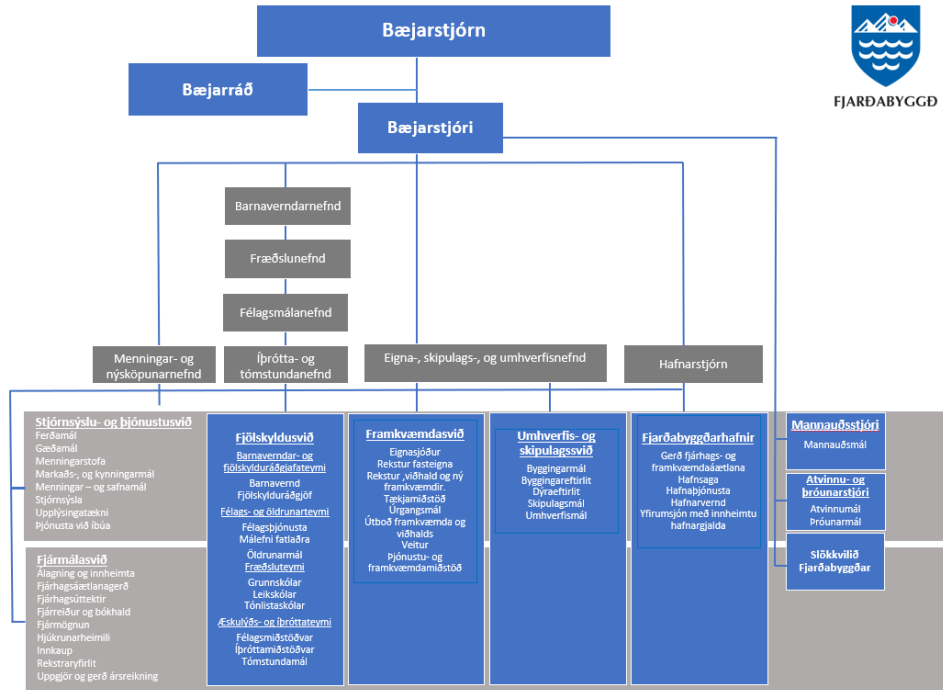 Bæjarstjórn
Bæjarráð
Bæjarstjóri
FJARÐABYGGÐ
Barnaverndarnefnd
Fræðslunefnd
Félagsmálanefnd
Menningar- og
nýsköpunarnefnd
Íþrótta- og
tómstundanefnd
Eigna-, skipulags-, og umhverfisnefnd
Hafnarstjórn
Stjórnsýslu- og þjónustusvið
Ferðamál
Gæðamál
Menningarstofa
Markaðs-, og kynningarmál
Menningar – og safnamál
Stjórnsýsla
Upplýsingatækni
Þjónusta við íbúa
Fjármálasvið
Álagning og innheimta
Fjárhagsáætlanagerð
Fjárhagsúttektir
Fjárreiður og bókhald
Fjármögnun
Hjúkrunarheimili
Innkaup
Rekstraryfirlit
Uppgjör og gerð ársreikning
Fjölskyldusvið
Barnaverndar- og
fjölskylduráðgjafateymi
Barnavernd
Fjölskylduráðgjöf
Félags- og öldrunarteymi
Félagsþjónusta
Málefni fatlaðra
Öldrunarmál
Fræðsluteymi
Grunnskólar
Leikskólar
Tónlistaskólar
Æskulýðs- og íþróttateymi
Félagsmiðstöðvar
Íþróttamiðstöðvar
Tómstundamál
Framkvæmdasvið
Eignasjóður
Rekstur fasteigna
Rekstur ,viðhald og ný
framkvæmdir.
Tækjamiðstöð
Úrgangsmál
Útboð framkvæmda og
viðhalds
Veitur
Þjónustu- og
framkvæmdamiðstöð
Umhverfis- og
skipulagssvið
Byggingarmál
Byggingareftirlit
Dýraeftirlit
Skipulagsmál
Umhverfismál
Fjarðabyggðarhafnir
Gerð fjárhags- og
framkvæmdaáætlana
Hafnsaga
Hafnaþjónusta
Hafnarvernd
Yfirumsjón með innheimtu
hafnargjalda
Mannauðsstjóri
Mannauðsmál
Atvinnu- og
þróunarstjóri
Atvinnumál
Þróunarmál
Slökkvilið
Fjarðabyggðar